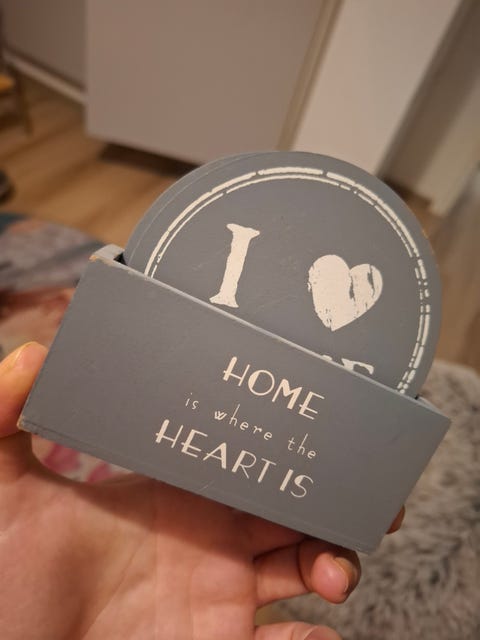 I
HOME
is where the
HEART IS